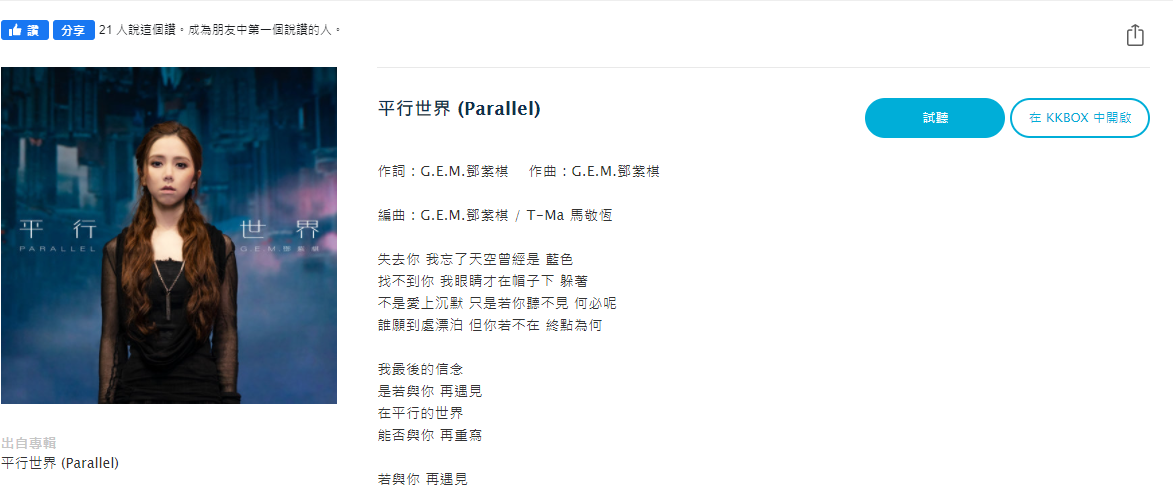 讚 分享 21 人說這個讚。成為朋友中第一個說讚的人。
平行 世界
PARALLEL G.E.M.鄧紫棋
出自專輯
平行世界 (Parallel)
平行世界 (Parallel)
試聽
在 KKBOX 中開啟
作詞：G.E.M.鄧紫棋 作曲：G.E.M.鄧紫棋
編曲：G.E.M.鄧紫棋 / T-Ma 馬敬恆
失去你 我忘了天空曾經是 藍色
找不到你 我眼睛才在帽子下 躲著
不是愛上沉默 只是若你聽不見 何必呢
誰願到處漂泊 但你若不在 終點為何
我最後的信念
是若與你 再遇見
在平行的世界
能否與你 再重寫
若與你 再遇見